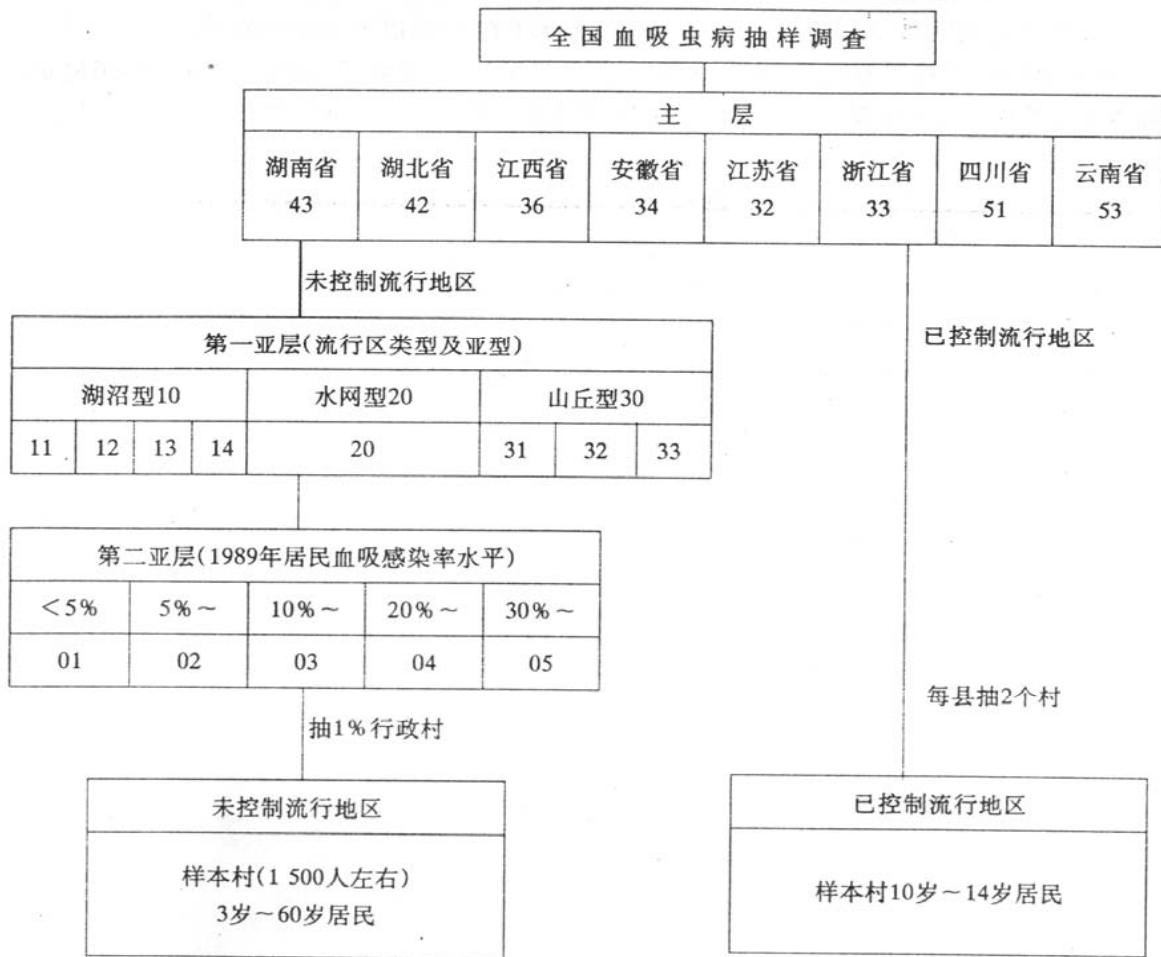 全国血吸虫病抽样调查
主 层
湖南省 湖北省 江西省 安徽省 江苏省 浙江省 四川省 云南省
43 42 36 34 32 33 51 53
未控制流行地区
已控制流行地区
第一亚层(流行区类型及亚型)
湖沼型10 水网型20 山丘型30
11 12 13 14 20 31 32 33
第二亚层(1989年居民血吸感染率水平)
<5% 5%～ 10%～ 20%～ 30%～
01 02 03 04 05
抽1%行政村
每县抽2个村
未控制流行地区
样本村(1 500人左右)
3岁～60岁居民
已控制流行地区
样本村10岁～14岁居民